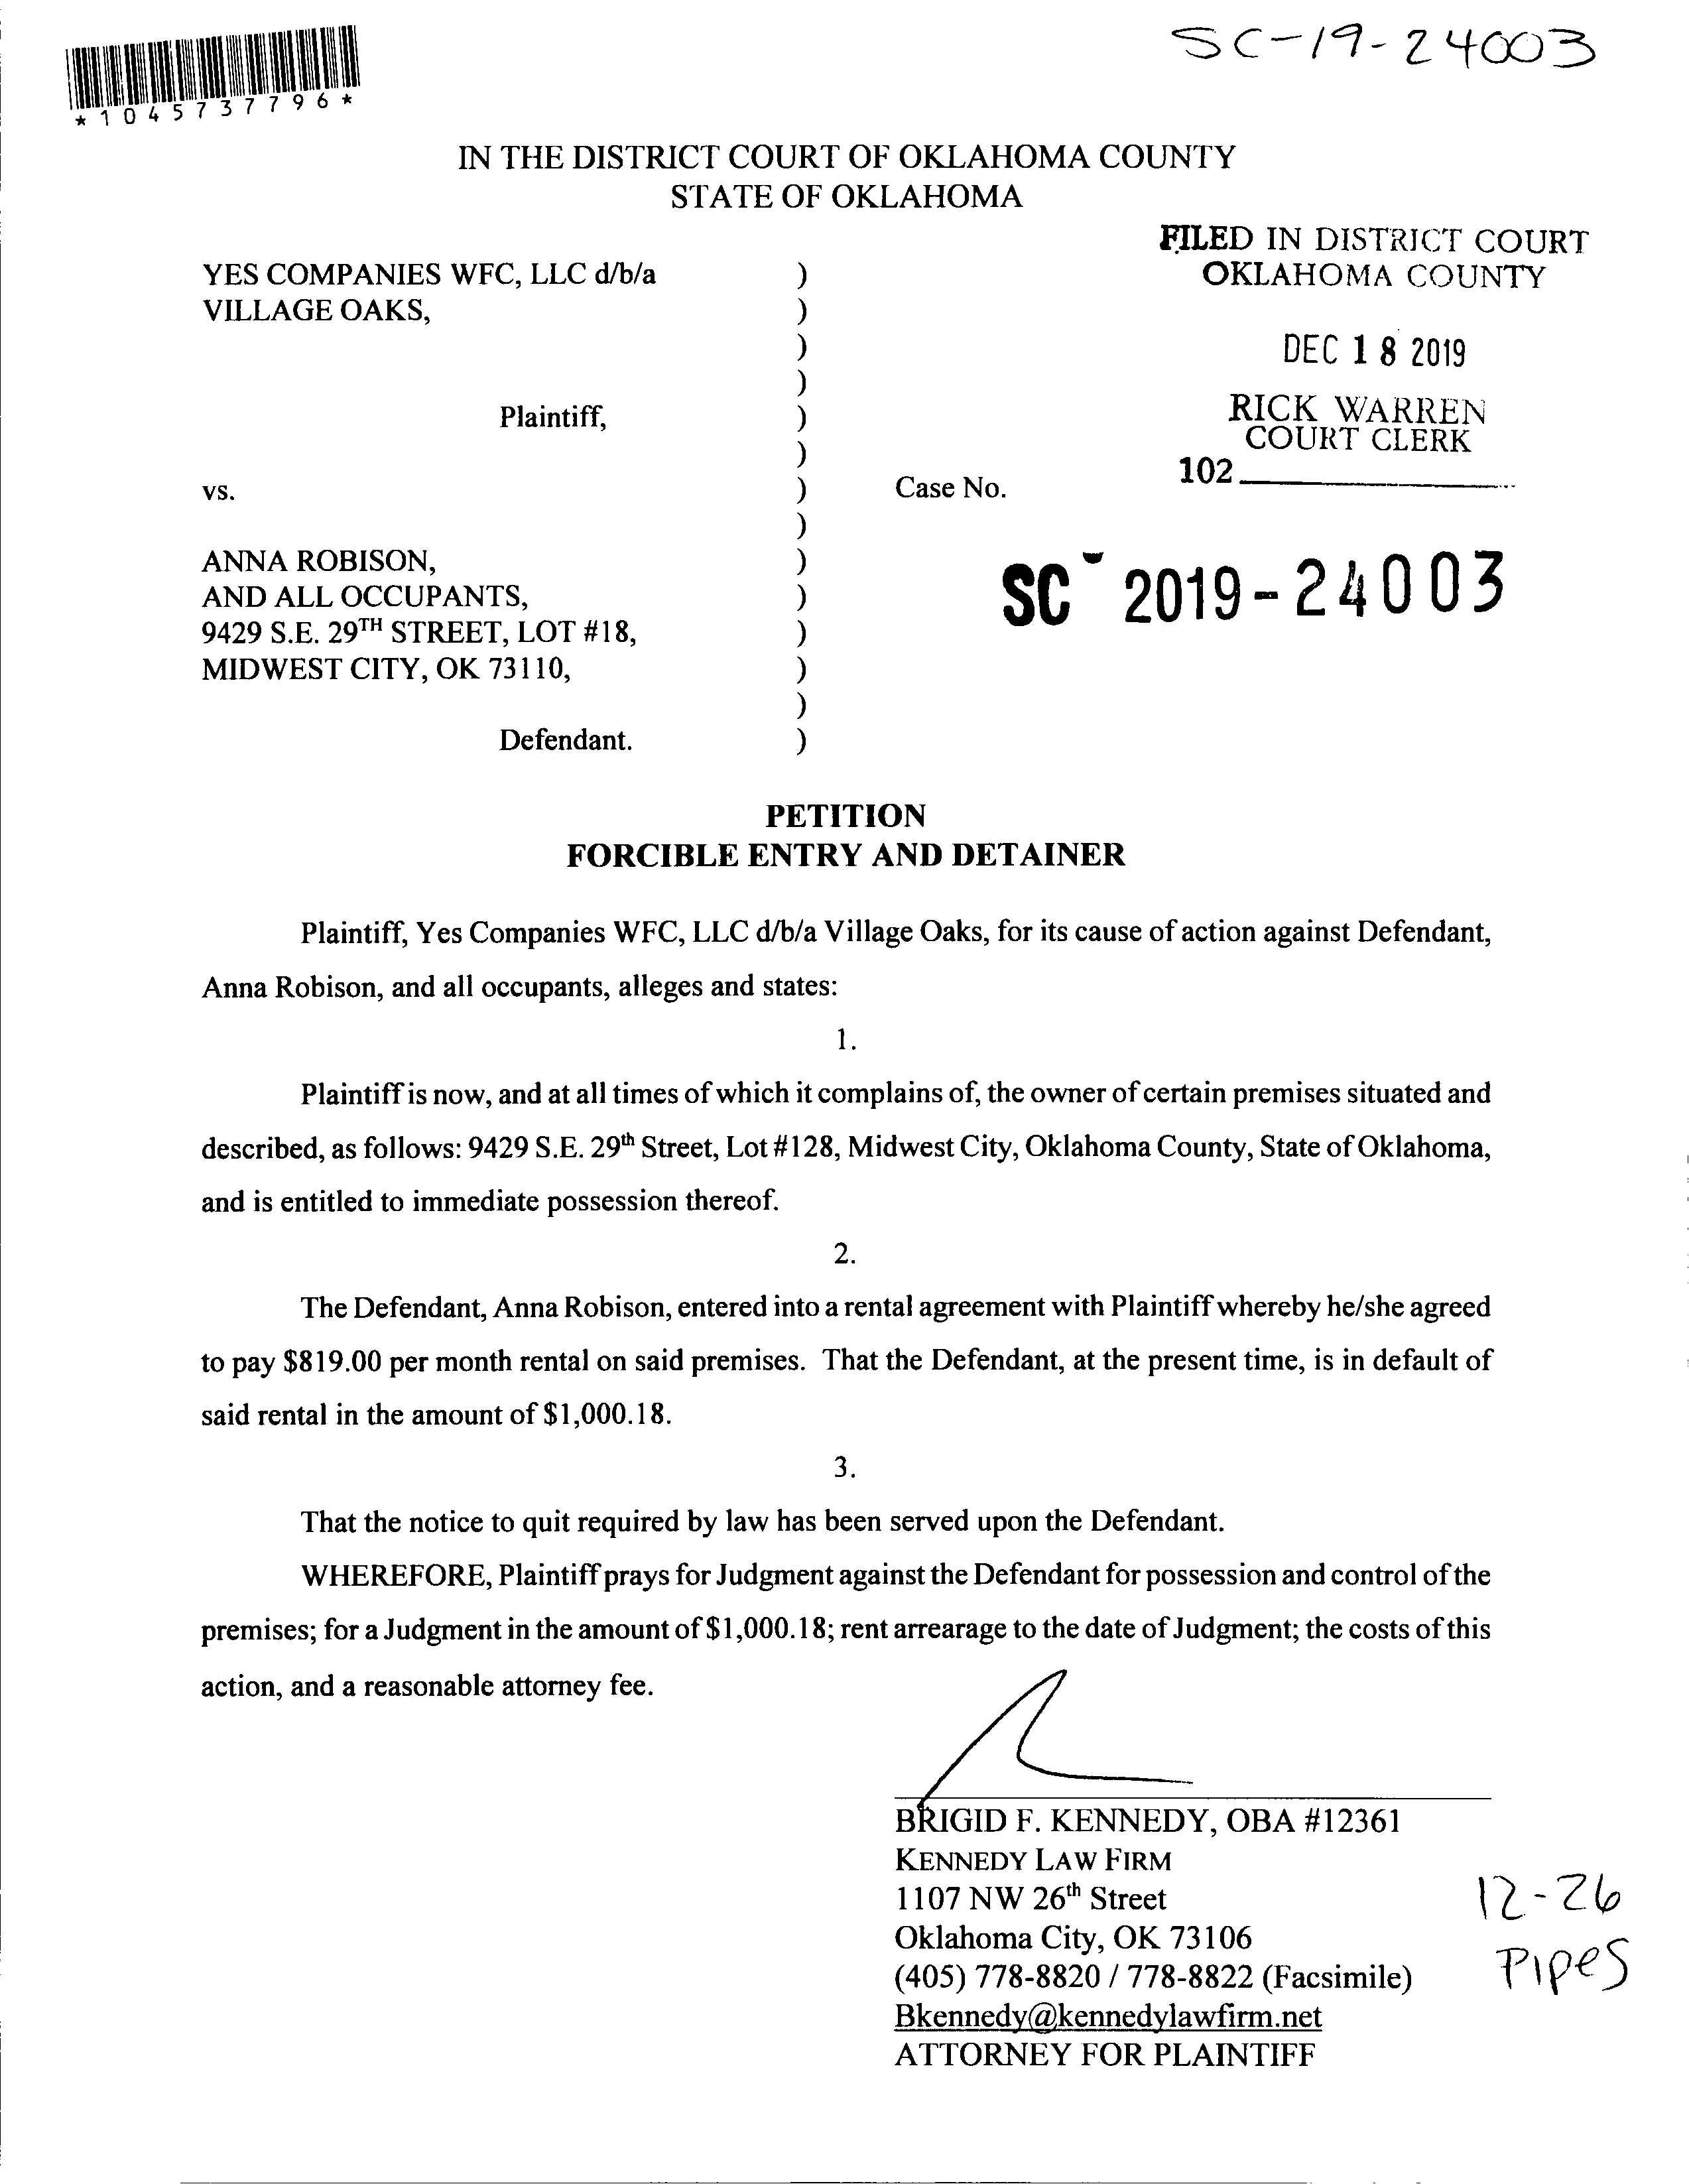 SC-19-24003
*1045737796*
IN THE DISTRICT COURT OF OKLAHOMA COUNTY
STATE OF OKLAHOMA
FILED IN DISTRICT COURT
OKLAHOMA COUNTY
DEC 18 2019
RICK WARREN
COURT CLERK
102
YES COMPANIES WFC, LLC d/b/a )
VILLAGE OAKS, )
)
)
Plaintiff, )
)
vs. ) Case No.
)
ANNA ROBISON, )
AND ALL OCCUPANTS, )
9429 S.E. 29TH STREET, LOT #18, )
MIDWEST CITY, OK 73110, )
)
Defendant. )
SC-2019-24003
PETITION
FORCIBLE ENTRY AND DETAINER
Plaintiff, Yes Companies WFC, LLC d/b/a Village Oaks, for its cause of action against Defendant,
Anna Robison, and all occupants, alleges and states:
1.
Plaintiff is now, and at all times of which it complains of, the owner of certain premises situated and
described, as follows: 9429 S.E. 29th Street, Lot #128, Midwest City, Oklahoma County, State of Oklahoma,
and is entitled to immediate possession thereof.
2.
The Defendant, Anna Robison, entered into a rental agreement with Plaintiff whereby he/she agreed
to pay $819.00 per month rental on said premises. That the Defendant, at the present time, is in default of
said rental in the amount of $1,000.18.
3.
That the notice to quit required by law has been served upon the Defendant.
WHEREFORE, Plaintiff prays for Judgment against the Defendant for possession and control of the
premises; for a Judgment in the amount of $1,000.18; rent arrearage to the date of Judgment; the costs of this
action, and a reasonable attorney fee.
BRIGID F. KENNEDY, OBA #12361
KENNEDY LAW FIRM
1107 NW 26th Street
Oklahoma City, OK 73106
(405) 778-8820 / 778-8822 (Facsimile)
Bkennedy@kennedylawfirm.net
ATTORNEY FOR PLAINTIFF
12-26
Pipes